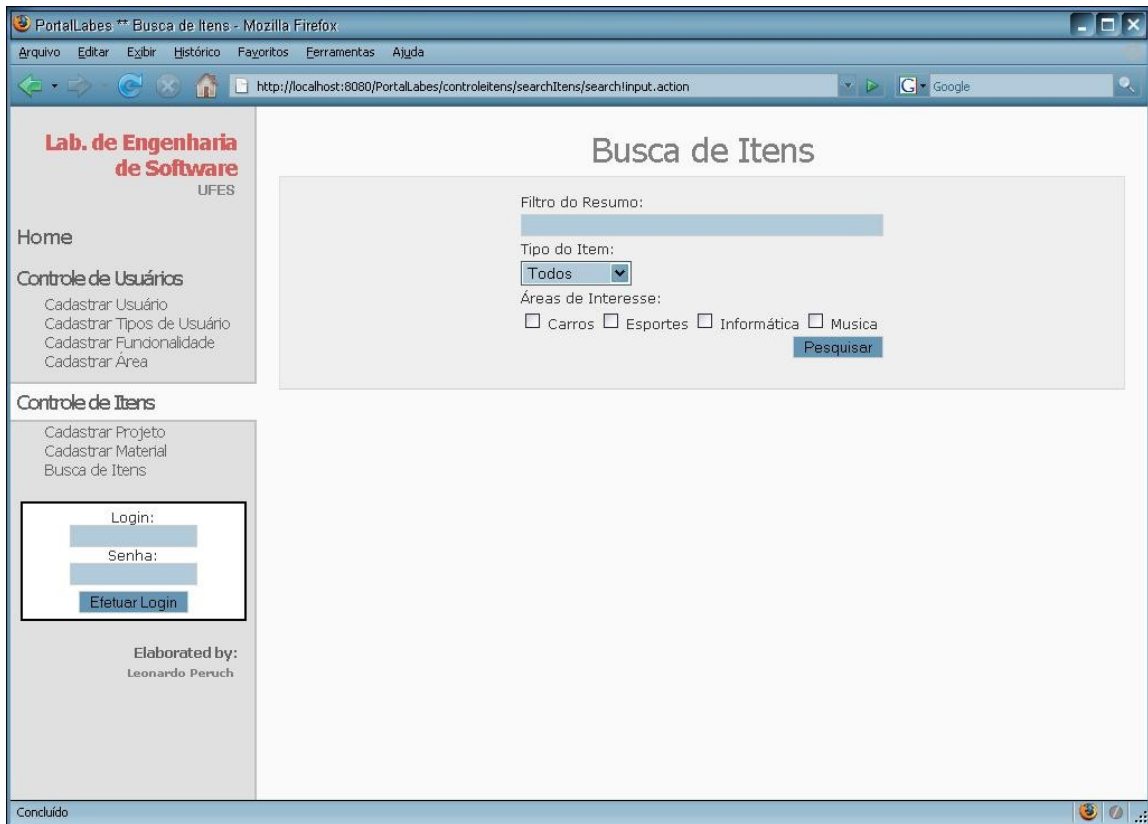 PortalLabes ** Busca de Itens - Mozilla Firefox
Arquivo Editar Exibir Histórico Favoritos Ferramentas Ajuda
http://localhost:8080/PortalLabes/controleitens/searchItens/search!input.action
G Google
Lab. de Engenharia
de Software
UFES
Home
Controle de Usuários
Cadastrar Usuário
Cadastrar Tipos de Usuário
Cadastrar Funcionalidade
Cadastrar Área
Controle de Itens
Cadastrar Projeto
Cadastrar Material
Busca de Itens
Login:
Senha:
Efetuar Login
Elaborated by:
Leonardo Peruch
Busca de Itens
Filtro do Resumo:
Tipo do Item:
Todos
Áreas de Interesse:
Carros Esportes Informática Musica
Pesquisar
Concluído